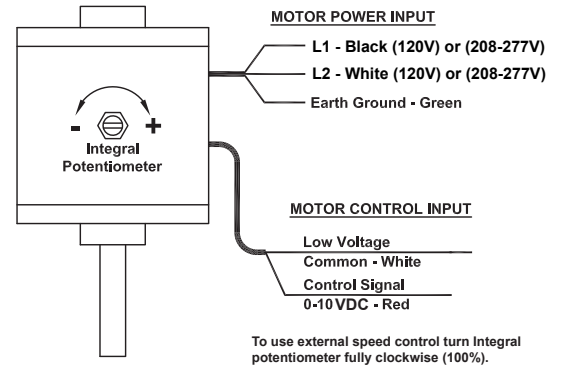 MOTOR POWER INPUT
L1 - Black (120V) or (208-277V)
L2 - White (120V) or (208-277V)
Earth Ground - Green
- +
Integral
Potentiometer
MOTOR CONTROL INPUT
Low Voltage
Common - White
Control Signal
0-10 VDC - Red
To use external speed control turn Integral
potentiometer fully clockwise (100%).